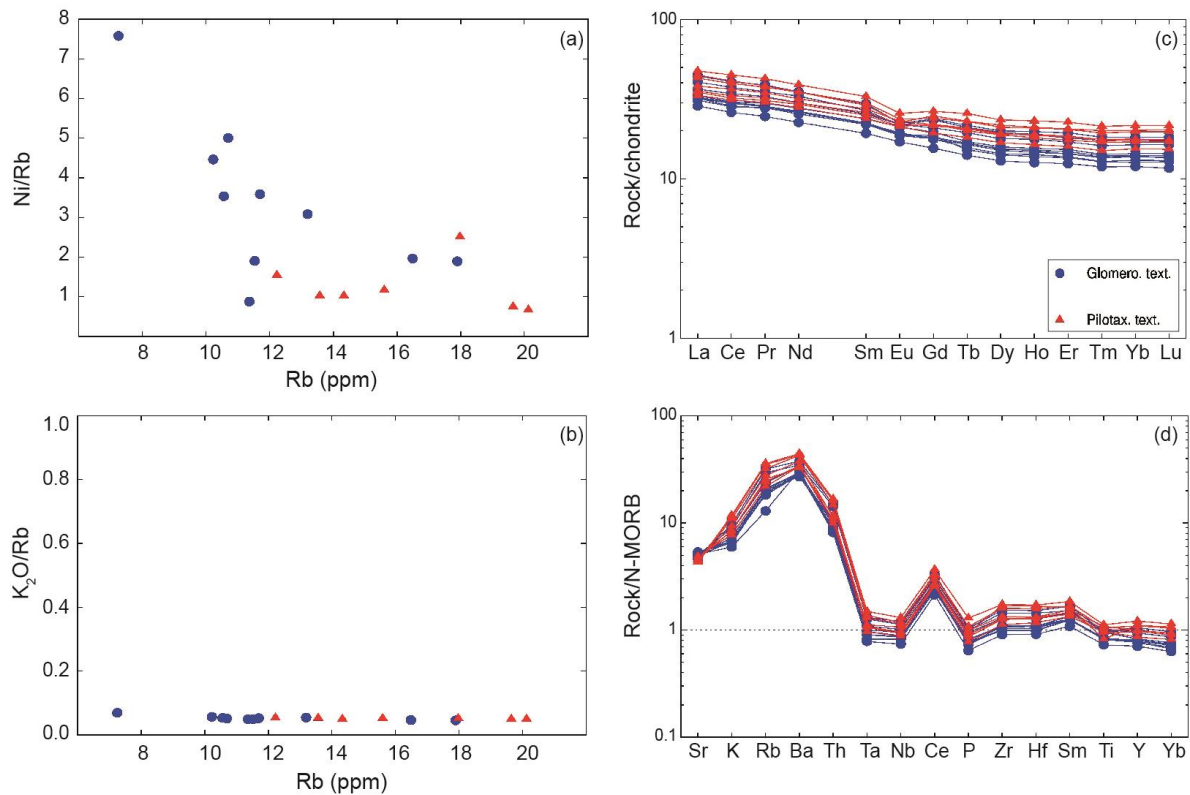 8
7
6
5
4
3
2
1
Ni/Rb
(a)
8 10 12 14 16 18 20
Rb (ppm)
1.0
0.8
0.6
0.4
0.2
0.0
K2O/Rb
(b)
8 10 12 14 16 18 20
Rb (ppm)
100
10
1
Rock/chondrite
(c)
Glomero. text.
Pilotax. text.
La Ce Pr Nd Sm Eu Gd Tb Dy Ho Er Tm Yb Lu
100
10
1
0.1
Rock/N-MORB
(d)
Sr K Rb Ba Th Ta Nb Ce P Zr Hf Sm Ti Y Yb